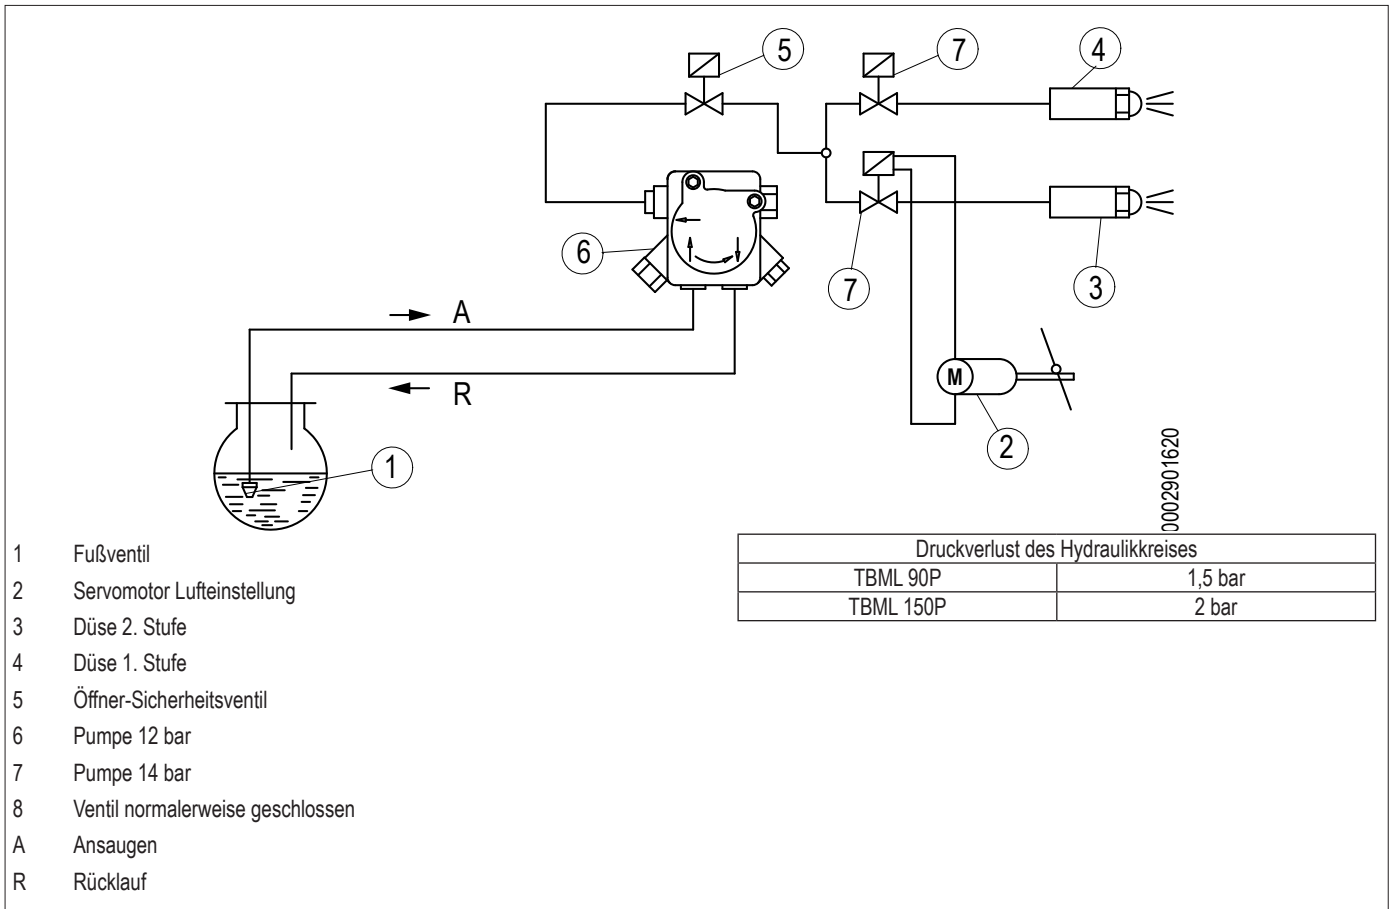 5
7
4
6
7
3
A
R
M
2
1
0002901620
1 Fußventil
2 Servomotor Lufteinstellung
3 Düse 2. Stufe
4 Düse 1. Stufe
5 Öffner-Sicherheitsventil
6 Pumpe 12 bar
7 Pumpe 14 bar
8 Ventil normalerweise geschlossen
A Ansaugen
R Rücklauf
Druckverlust des Hydraulikkreises
TBML 90P 1,5 bar
TBML 150P 2 bar